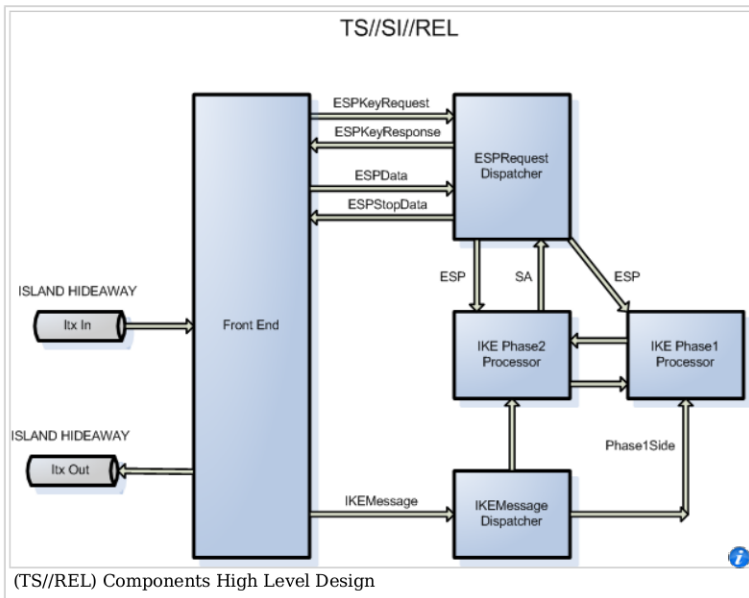 TS//SI//REL
ESPKeyRequest
ESPKeyResponse
ESPRequest
Dispatcher
ESPData
ESPStopData
ESP
SA
ESP
ISLAND HIDEAWAY
Itx In
Front End
IKE Phase2
Processor
IKE Phase1
Processor
ISLAND HIDEAWAY
Itx Out
Phase1Side
IKEMessage
IKEMessage
Dispatcher
i
(TS//REL) Components High Level Design